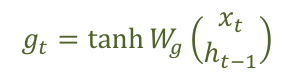 g_t = tanh W_g (x_t
h_{t-1})